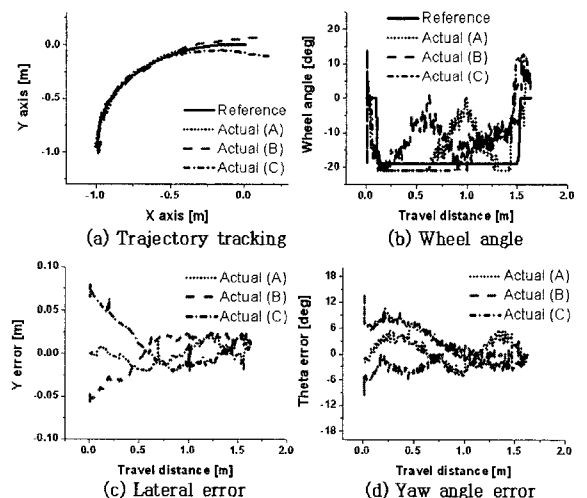 0.0
-0.5
-1.0
Y axis [m]
Reference
Actual (A)
Actual (B)
Actual (C)
-1.0
-0.5
0.0
X axis [m]
(a) Trajectory tracking
20
10
0
-10
-20
Wheel angle [deg]
Reference
Actual (A)
Actual (B)
Actual (C)
0.0
0.5
1.0
1.5
2.0
Travel distance [m]
(b) Wheel angle
0.10
0.05
0.00
-0.05
-0.10
Y error [m]
Actual (A)
Actual (B)
Actual (C)
0.0
0.5
1.0
1.5
2.0
Travel distance [m]
(c) Lateral error
18
12
6
0
-6
-12
-18
Theta error [deg]
Actual (A)
Actual (B)
Actual (C)
0.0
0.5
1.0
1.5
2.0
Travel distance [m]
(d) Yaw angle error